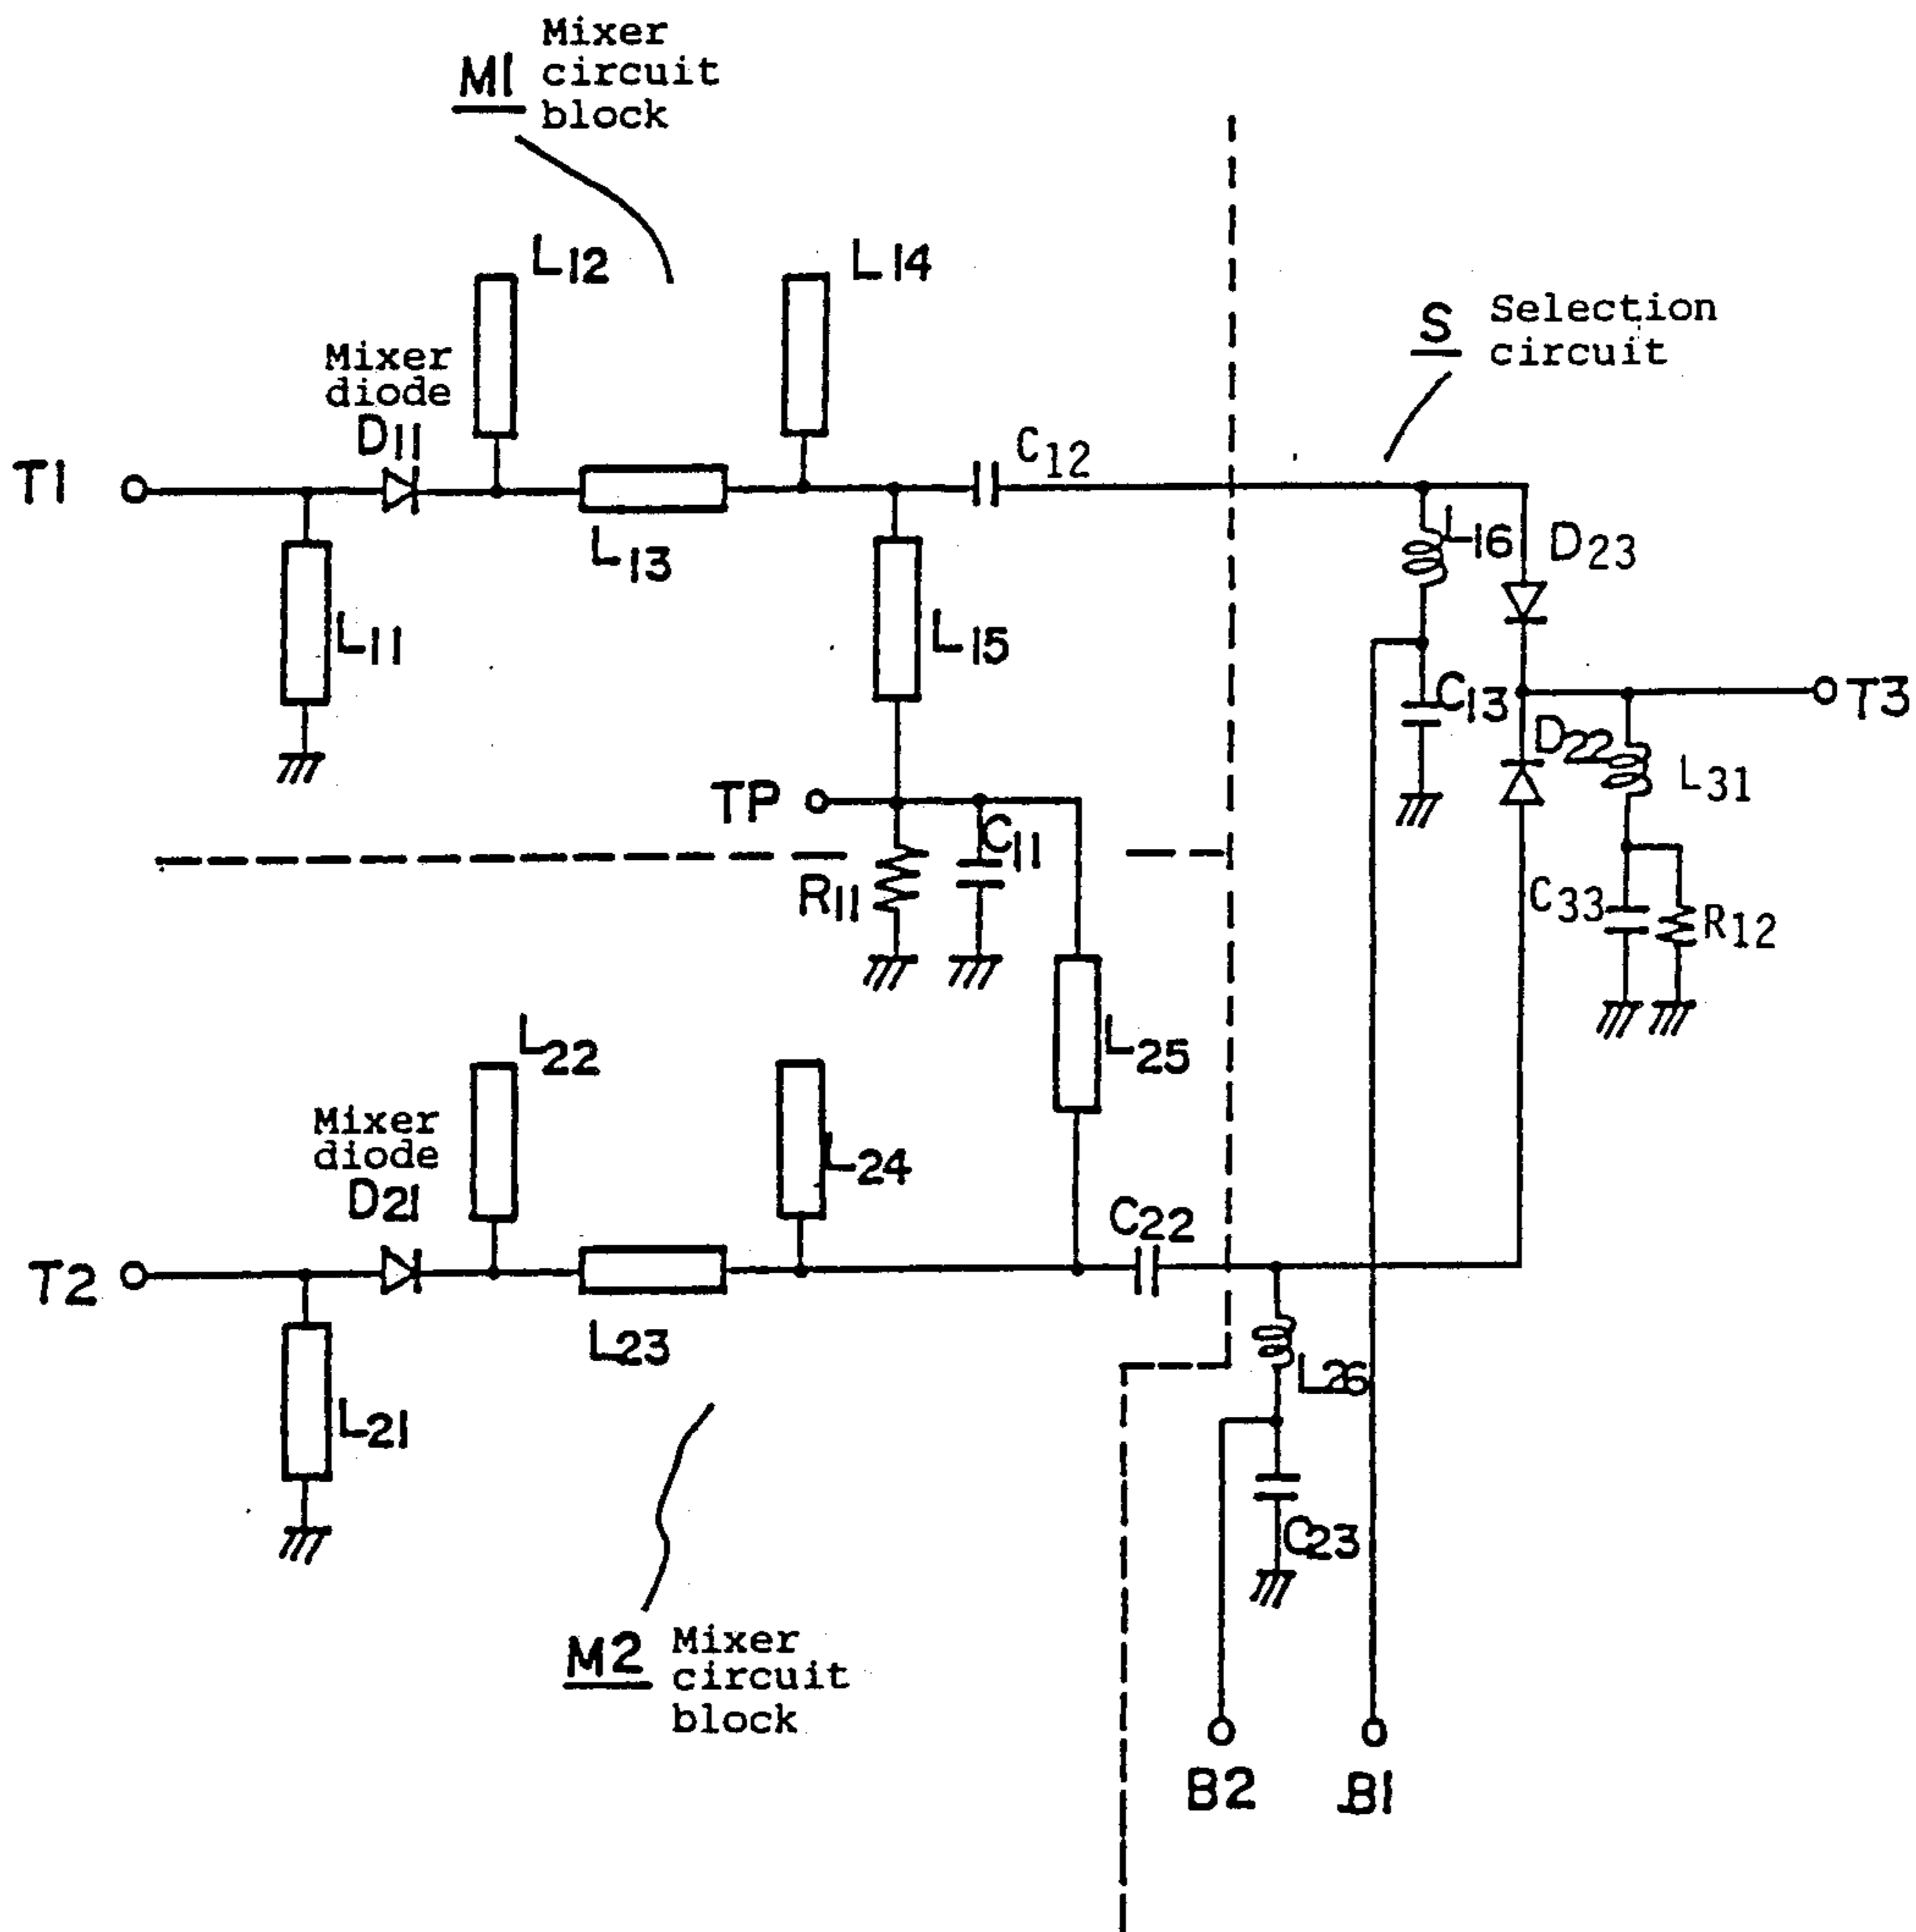 Mixer
M1 circuit
block
L12
L14
S Selection
circuit
Mixer
diode
D11
C12
T1
L13
L16
D23
L11
L15
C13
T3
D22
L31
TP
C11
R11
C33
R12
L22
L25
Mixer
diode
D21
L24
C22
T2
L23
L26
L21
C23
M2 Mixer
circuit
block
B2
B1